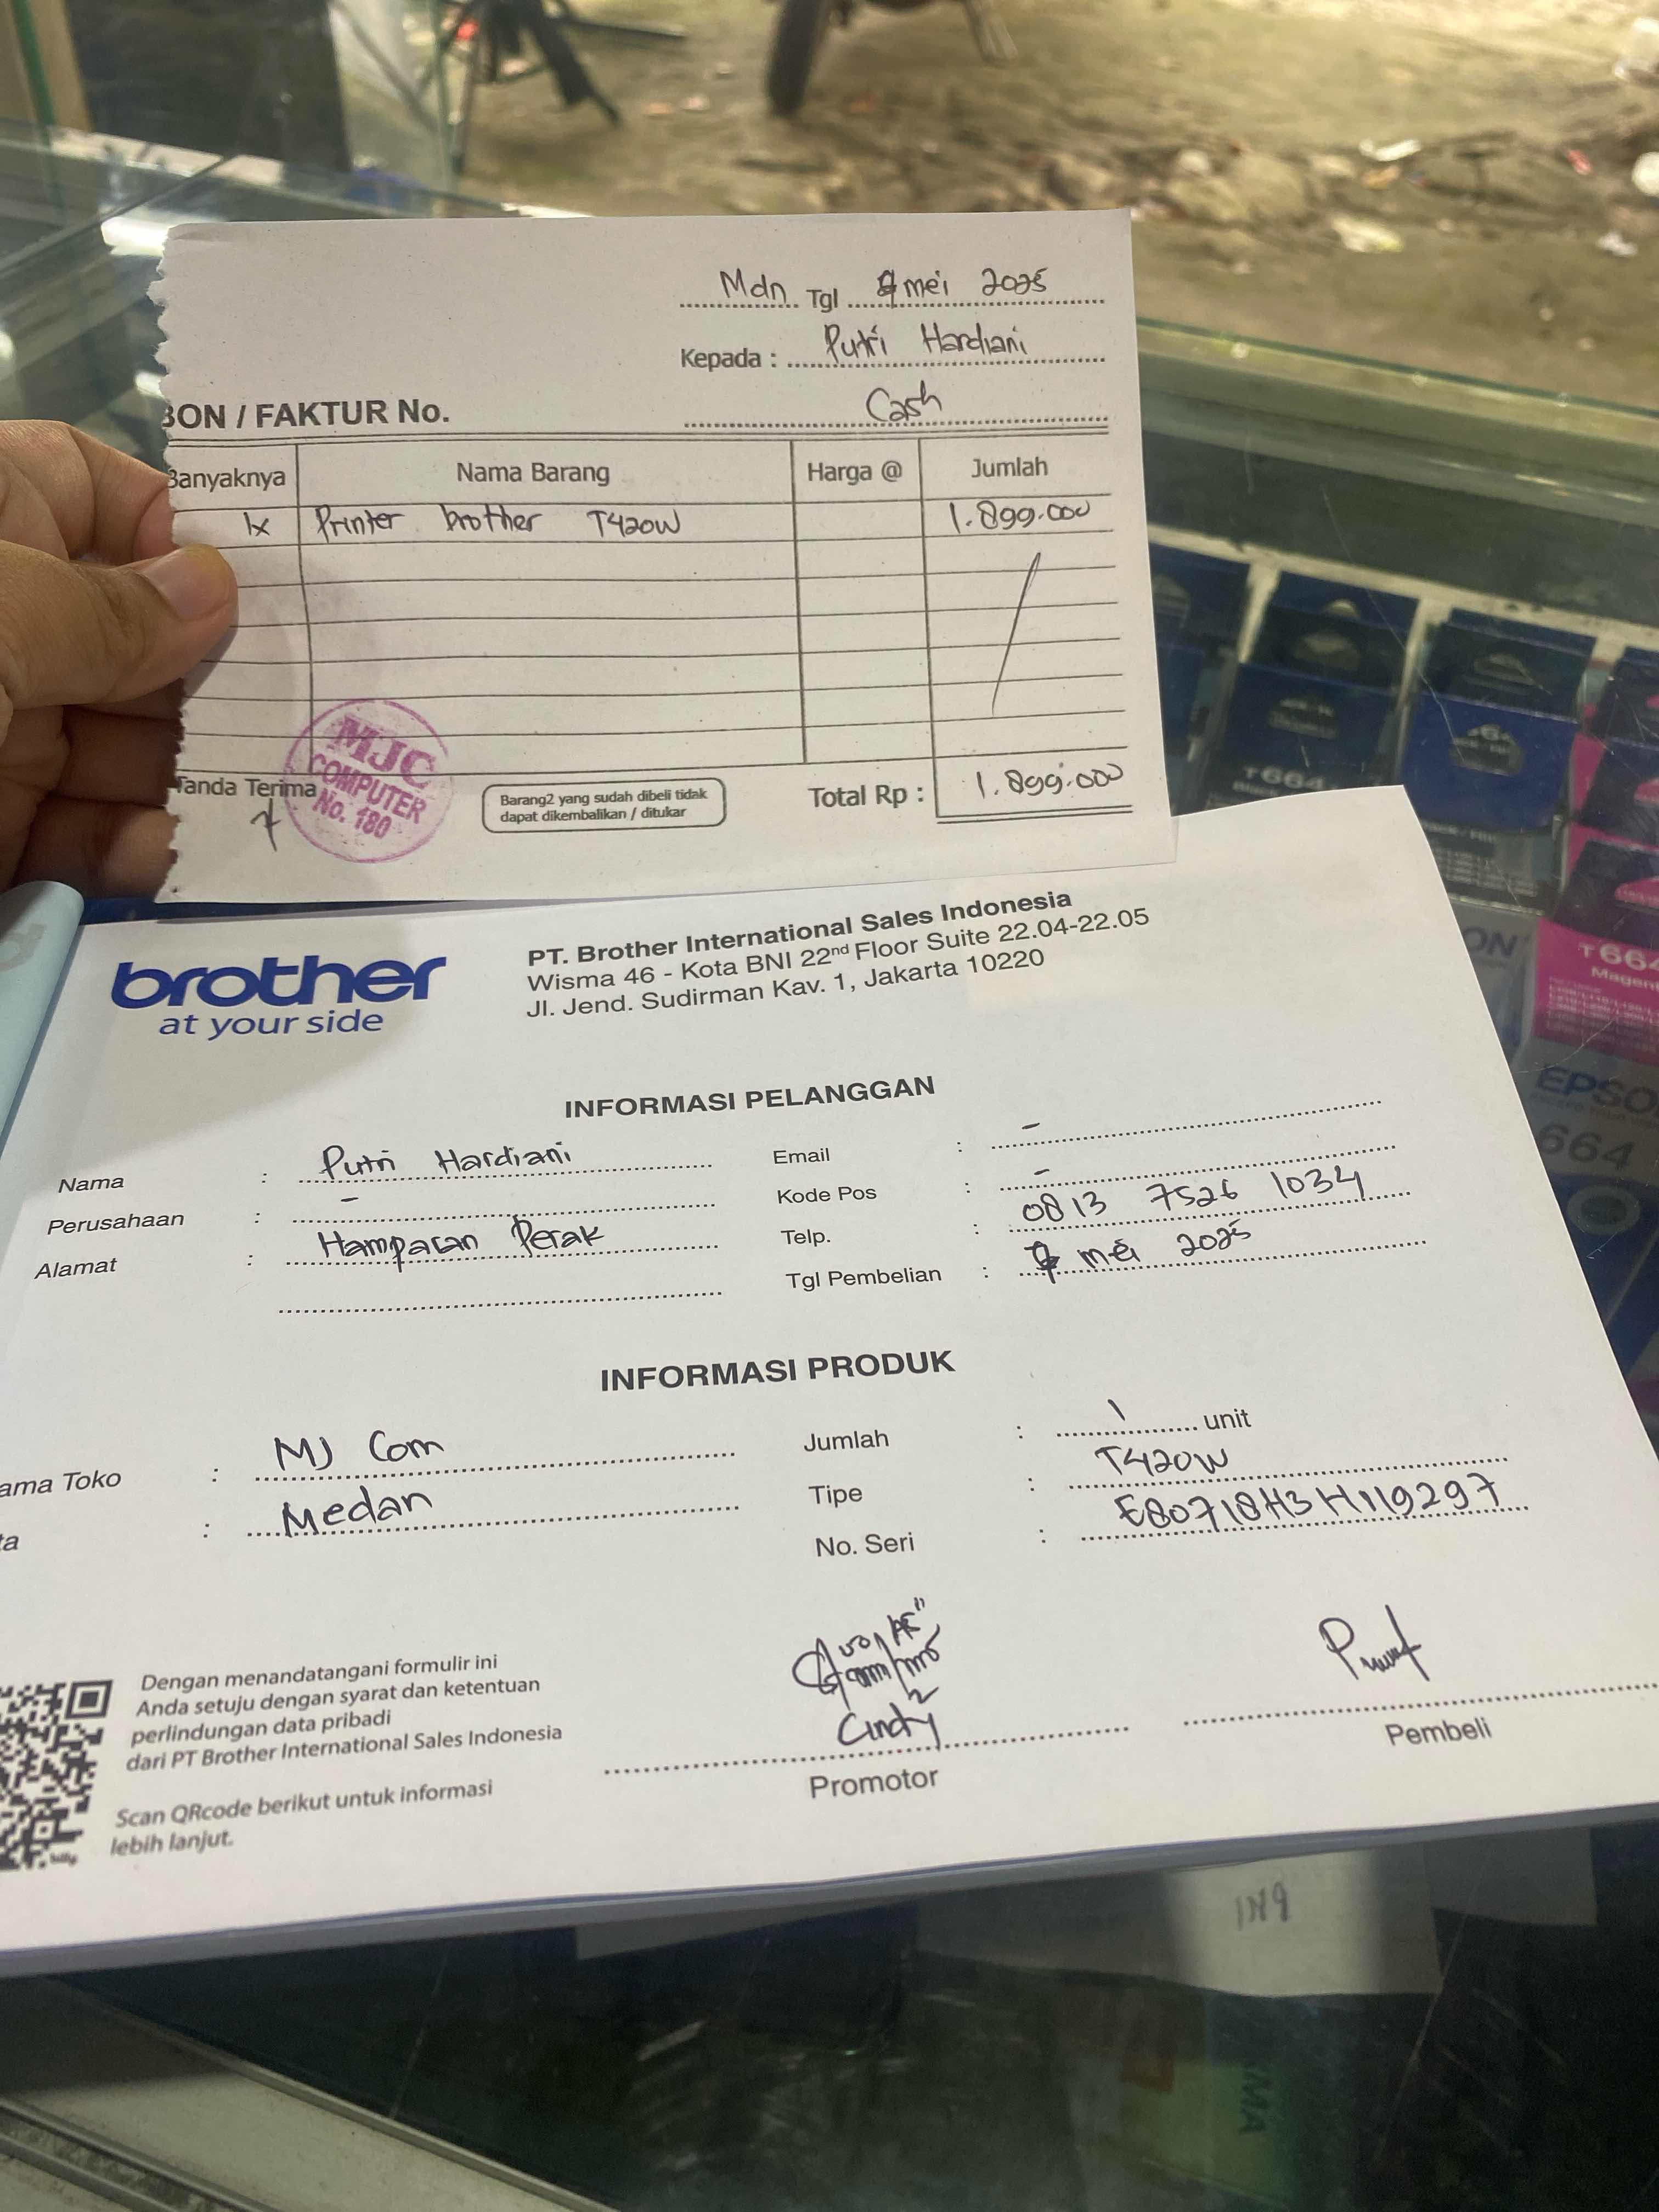 Mdn Tgl mei 2025
Kepada : Putri Hardiani
Cash
BON / FAKTUR No.
Banyaknya Nama Barang Harga @ Jumlah
1x Printer brother T420W 1.899.000
Tanda Terima
MJC
COMPUTER
No. 180
Barang2 yang sudah dibeli tidak
dapat dikembalikan / ditukar
Total Rp : 1.899.000
brother
at your side
PT. Brother International Sales Indonesia
Wisma 46 - Kota BNI 22nd Floor Suite 22.04-22.05
Jl. Jend. Sudirman Kav. 1, Jakarta 10220
INFORMASI PELANGGAN
Nama : Putri Hardiani
Perusahaan : -
Alamat : Hamparan Perak
Email : -
Kode Pos : -
Telp. : 0813 7526 1034
Tgl Pembelian : mei 2025
INFORMASI PRODUK
ama Toko : MJ Com
ta : Medan
Jumlah : 1 unit
Tipe : T420W
No. Seri : E80718H3H119297
Dengan menandatangani formulir ini
Anda setuju dengan syarat dan ketentuan
perlindungan data pribadi
dari PT Brother International Sales Indonesia
Scan QRcode berikut untuk informasi
lebih lanjut.
Cindy
Promotor
Pembeli
T664
T664
Magen
EPSO
664